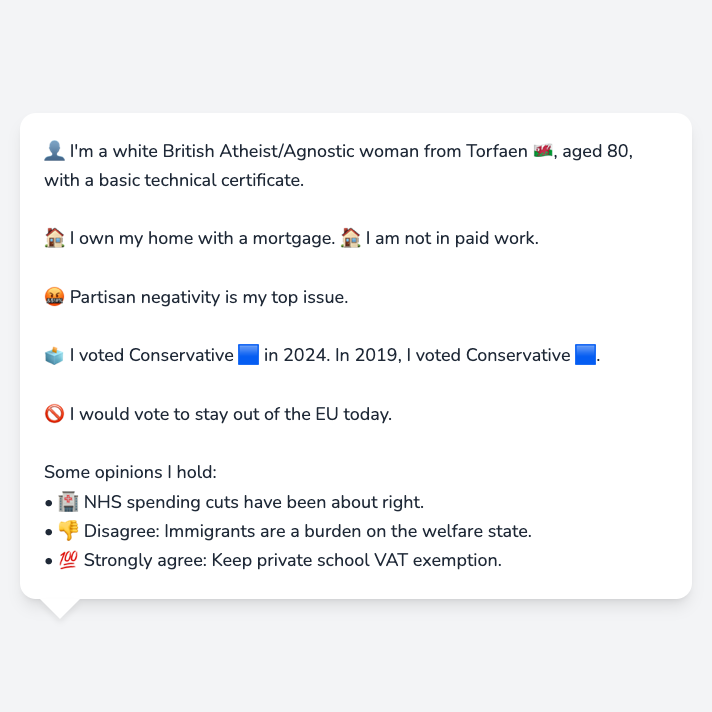 👤 I'm a white British Atheist/Agnostic woman from Torfaen 🏴󠁧󠁢󠁷󠁬󠁳󠁿, aged 80,
with a basic technical certificate.
🏠 I own my home with a mortgage. 🏠 I am not in paid work.
🤬 Partisan negativity is my top issue.
🗳️ I voted Conservative 🟦 in 2024. In 2019, I voted Conservative 🟦.
🚫 I would vote to stay out of the EU today.
Some opinions I hold:
• 🏥 NHS spending cuts have been about right.
• 👎 Disagree: Immigrants are a burden on the welfare state.
• 💯 Strongly agree: Keep private school VAT exemption.